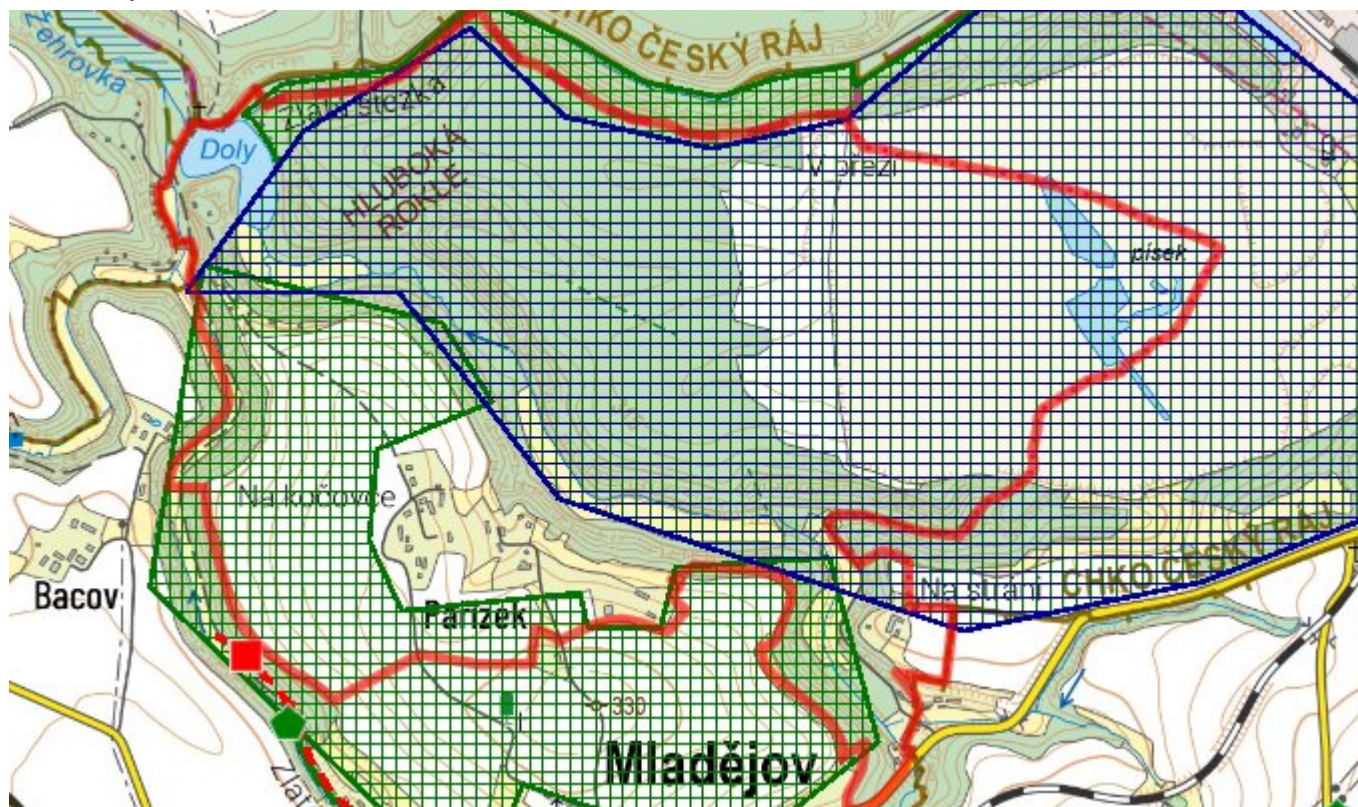 CHKO ČESKÝ RÁJ
Žehrovka
Zlatá stezka
Doly
HLUBOKÁ
ROKLE
V březí
písek
Na kočovce
Bacov
Pařízek
Na stráni
CHKO ČESKÝ RÁJ
330
Mladějov
Zlat